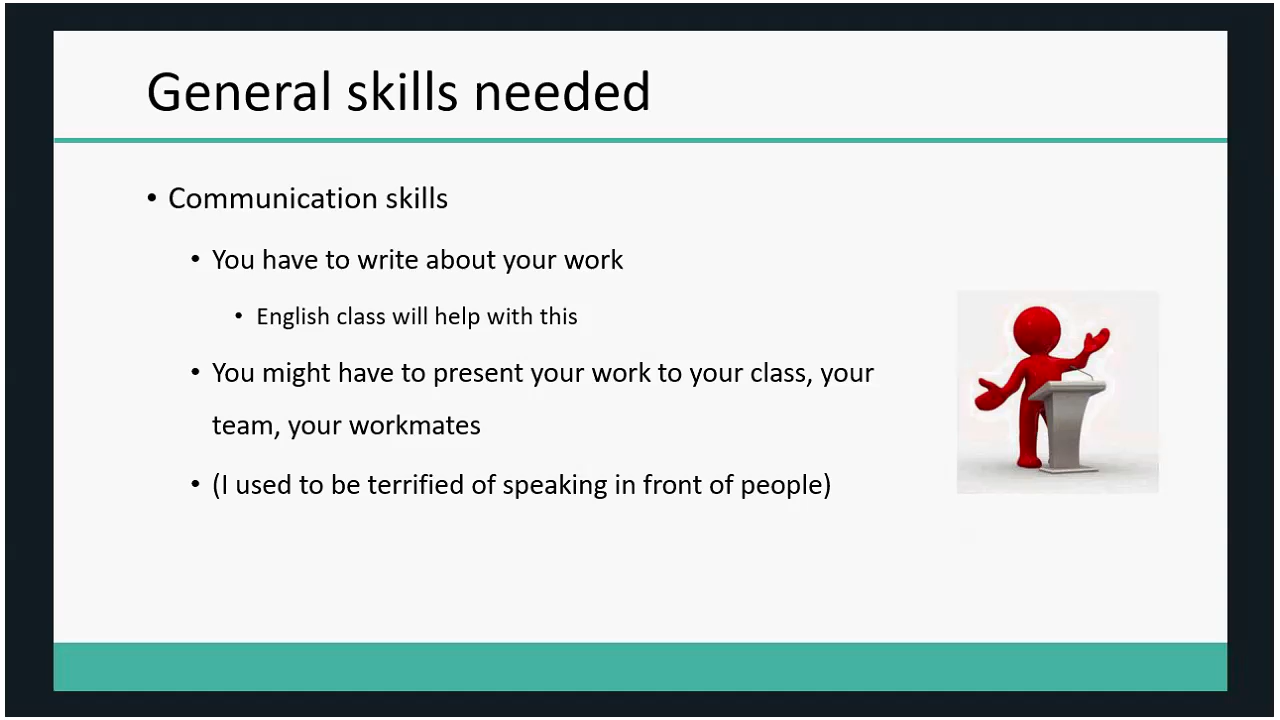 General skills needed
• Communication skills
• You have to write about your work
• English class will help with this
• You might have to present your work to your class, your
team, your workmates
• (I used to be terrified of speaking in front of people)